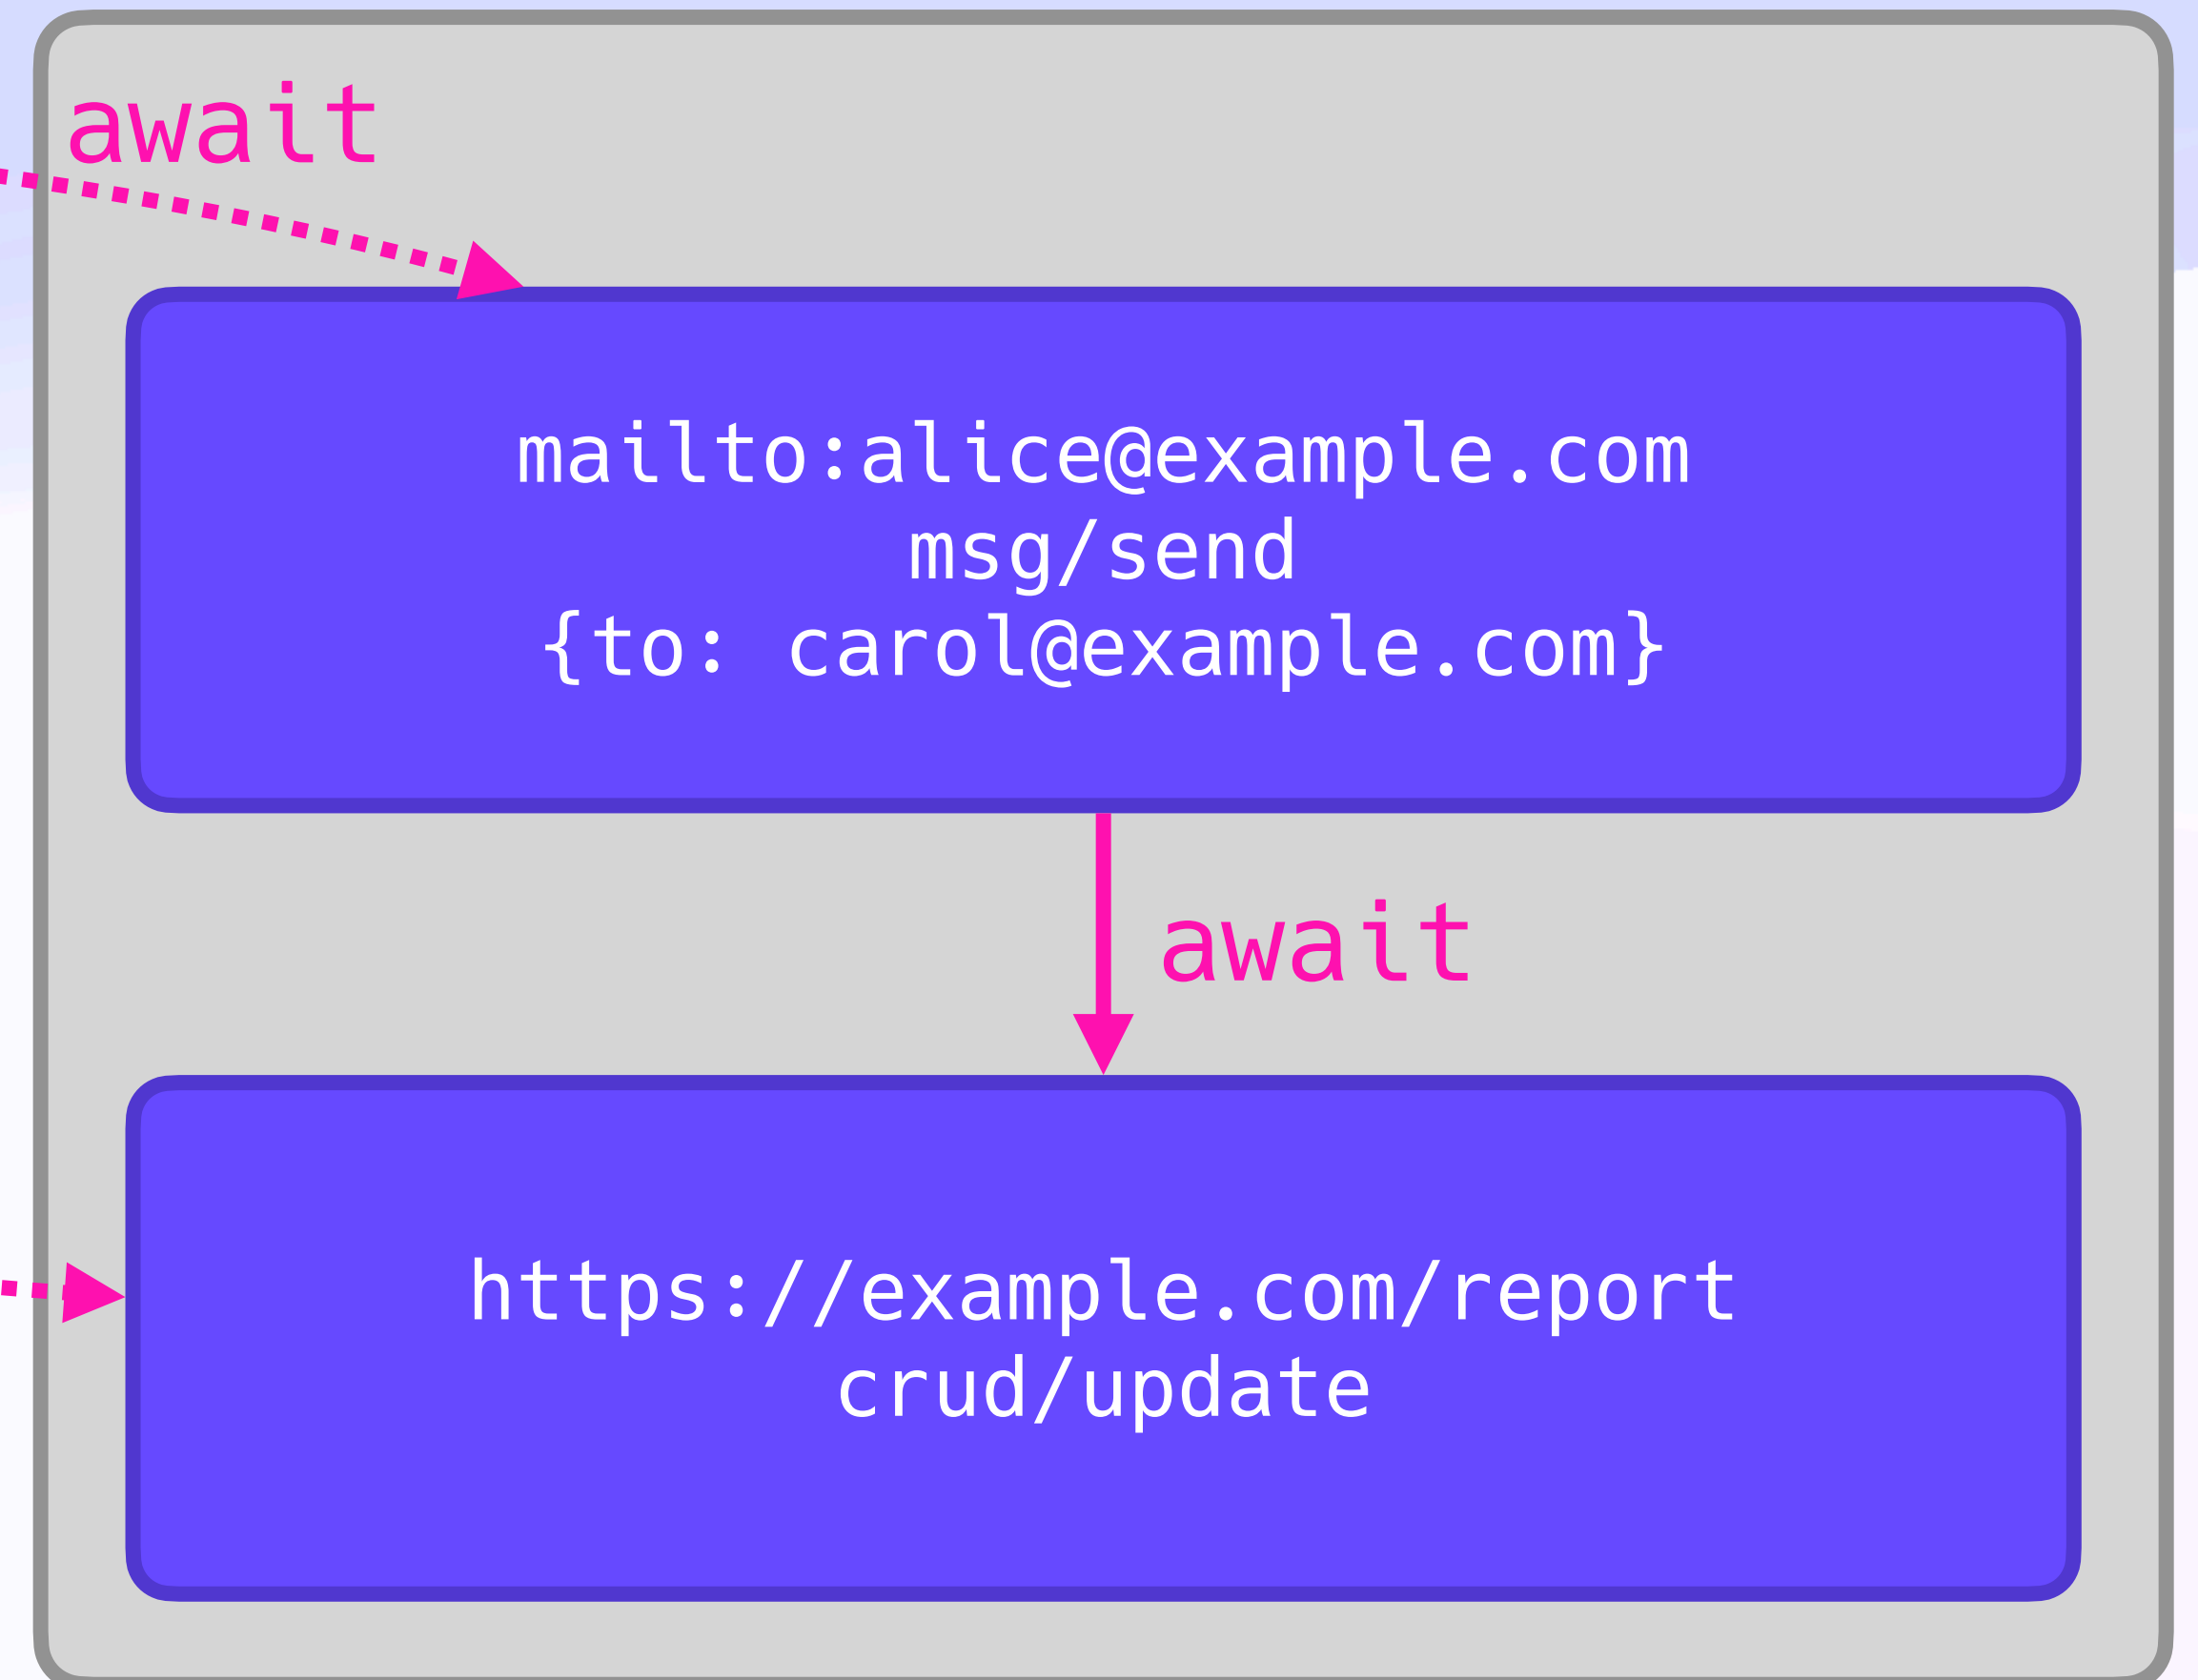 await
mailto:alice@example.com
msg/send
{to: carol@example.com}
await
https://example.com/report
crud/update